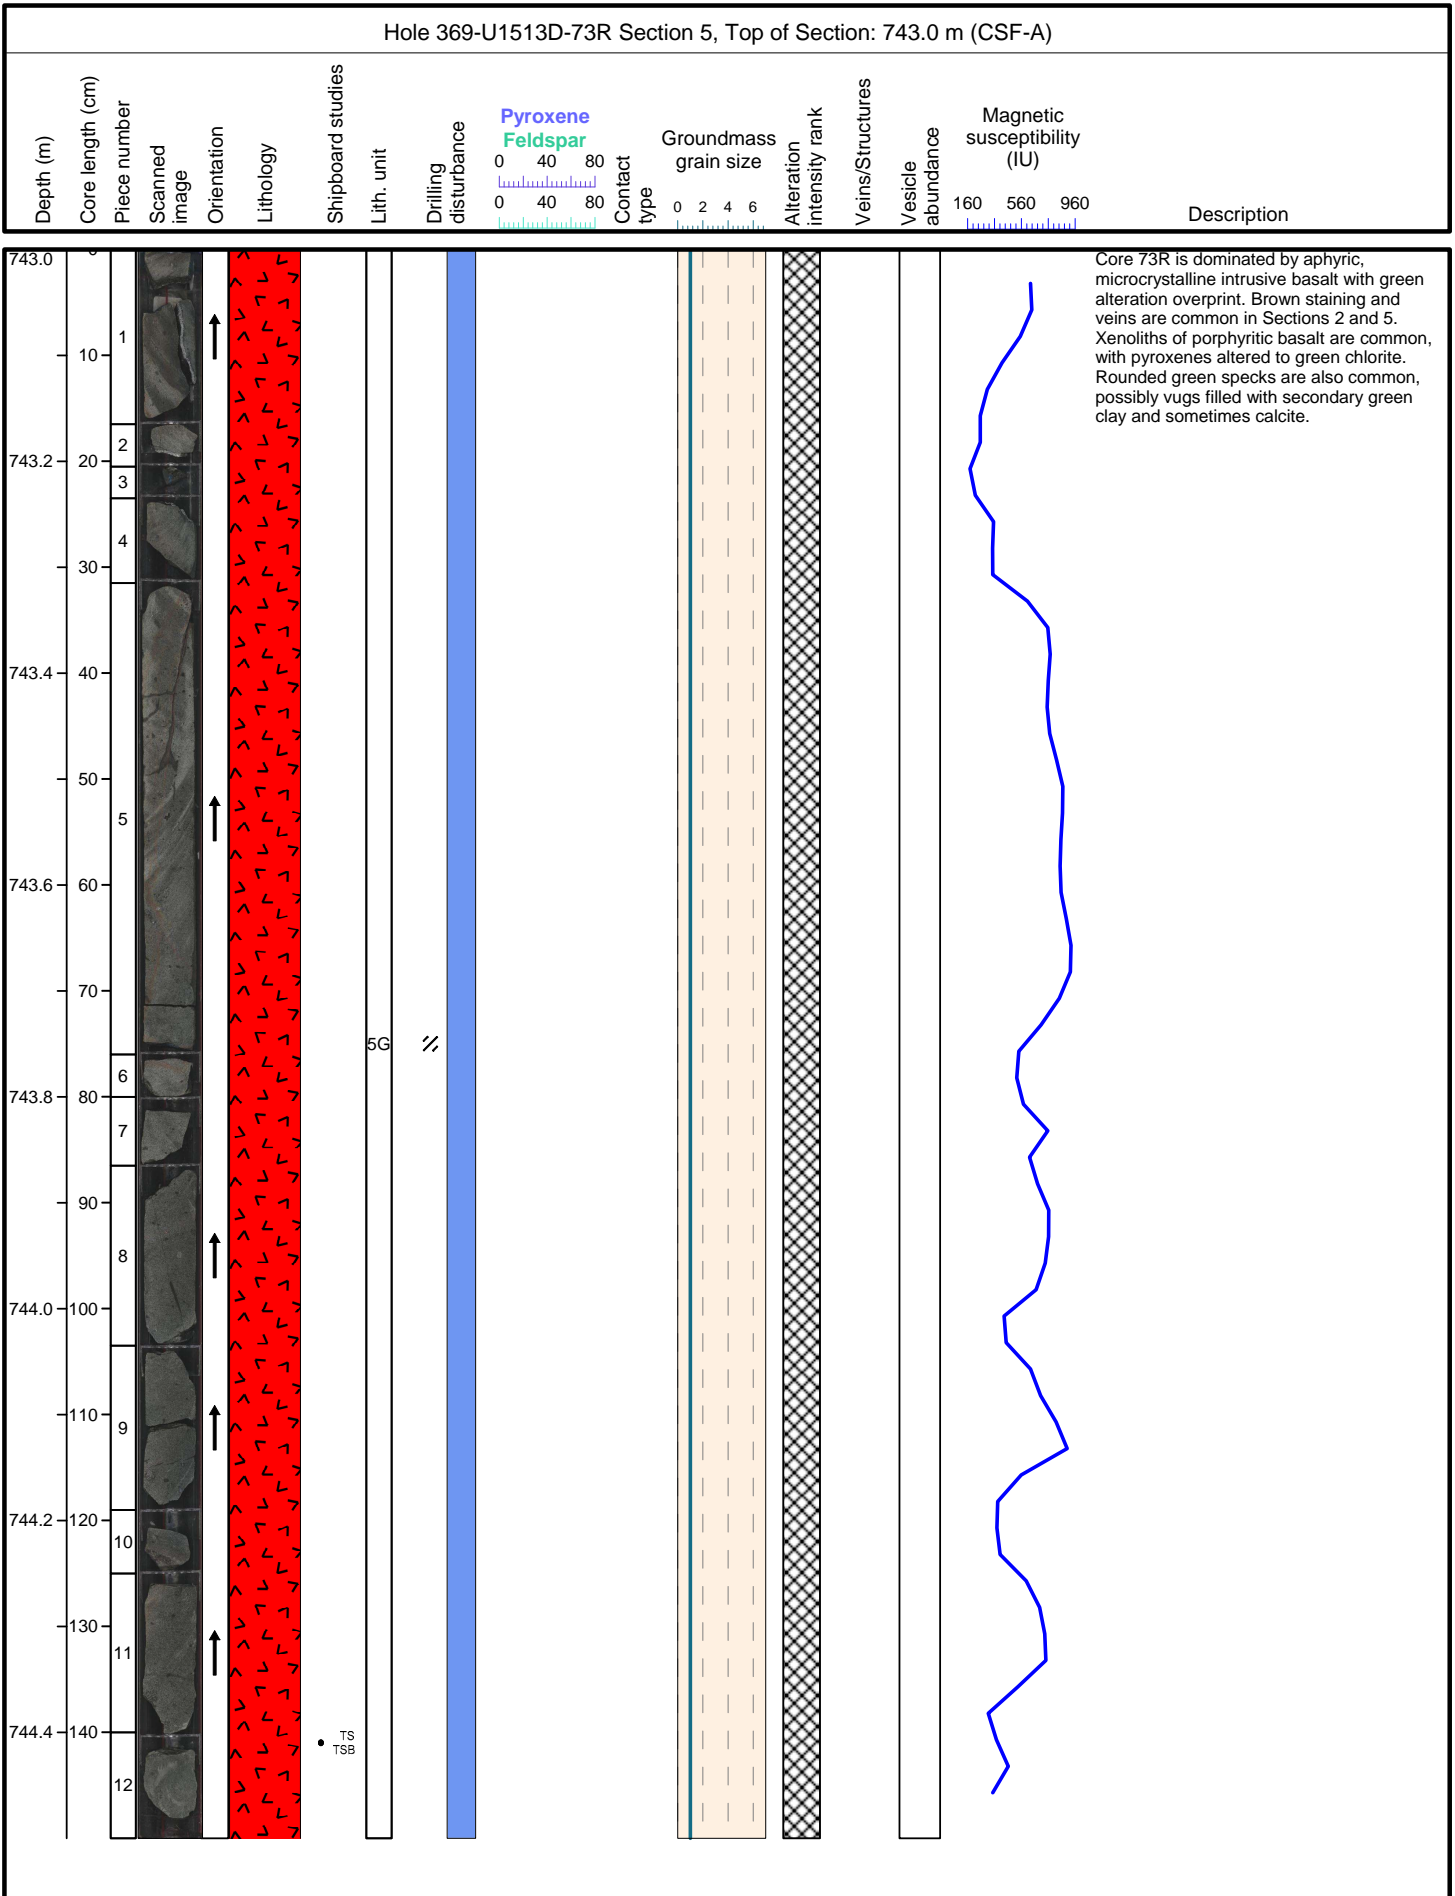 Hole 369-U1513D-73R Section 5, Top of Section: 743.0 m (CSF-A)
Depth (m)
Core length (cm)
Piece number
Scanned
image
Orientation
Lithology
Shipboard studies
Lith. unit
Drilling
disturbance
Pyroxene
Feldspar
0 40 80
0 40 80
Contact
type
Groundmass
grain size
0 2 4 6
Alteration
intensity rank
Veins/Structures
Vesicle
abundance
Magnetic
susceptibility
(IU)
160 560 960
Description
743.0
743.2
743.4
743.6
743.8
744.0
744.2
744.4
10
20
30
40
50
60
70
80
90
100
110
120
130
140
1
2
3
4
5
6
7
8
9
10
11
12
TS
TSB
5G
Core 73R is dominated by aphyric,
microcrystalline intrusive basalt with green
alteration overprint. Brown staining and
veins are common in Sections 2 and 5.
Xenoliths of porphyritic basalt are common,
with pyroxenes altered to green chlorite.
Rounded green specks are also common,
possibly vugs filled with secondary green
clay and sometimes calcite.